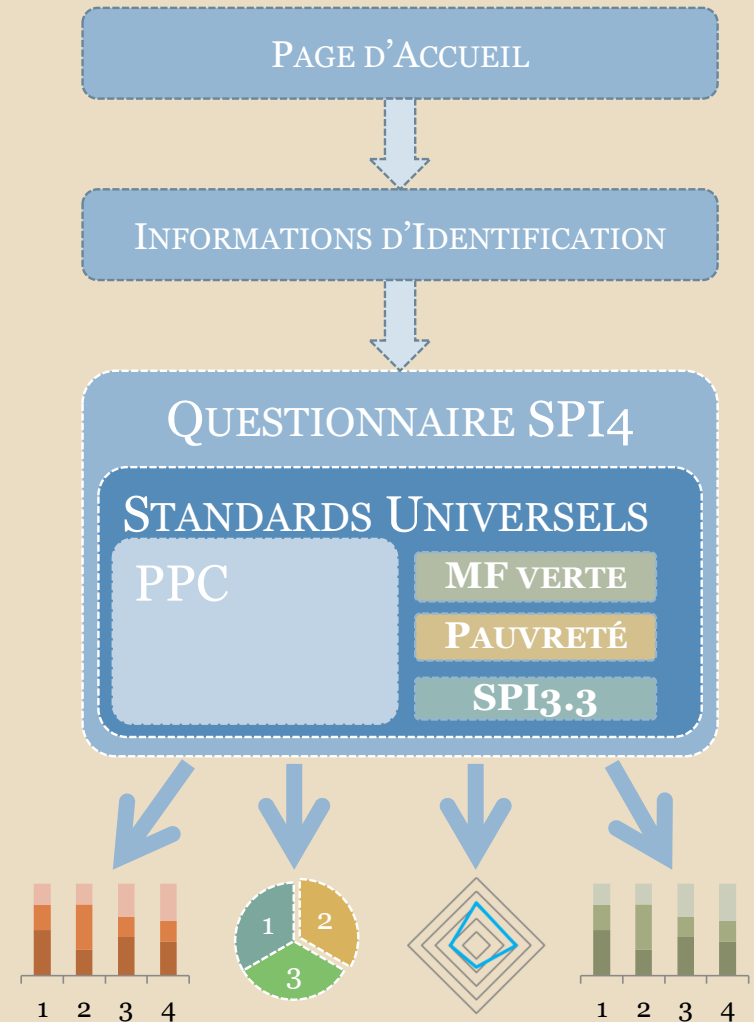 PAGE D'ACCUEIL
INFORMATIONS D'IDENTIFICATION
QUESTIONNAIRE SPI4
STANDARDS UNIVERSELS
PPC
MF VERTE
PAUVRETÉ
SPI3.3
1 2 3 4
1 2
3
1 2 3 4